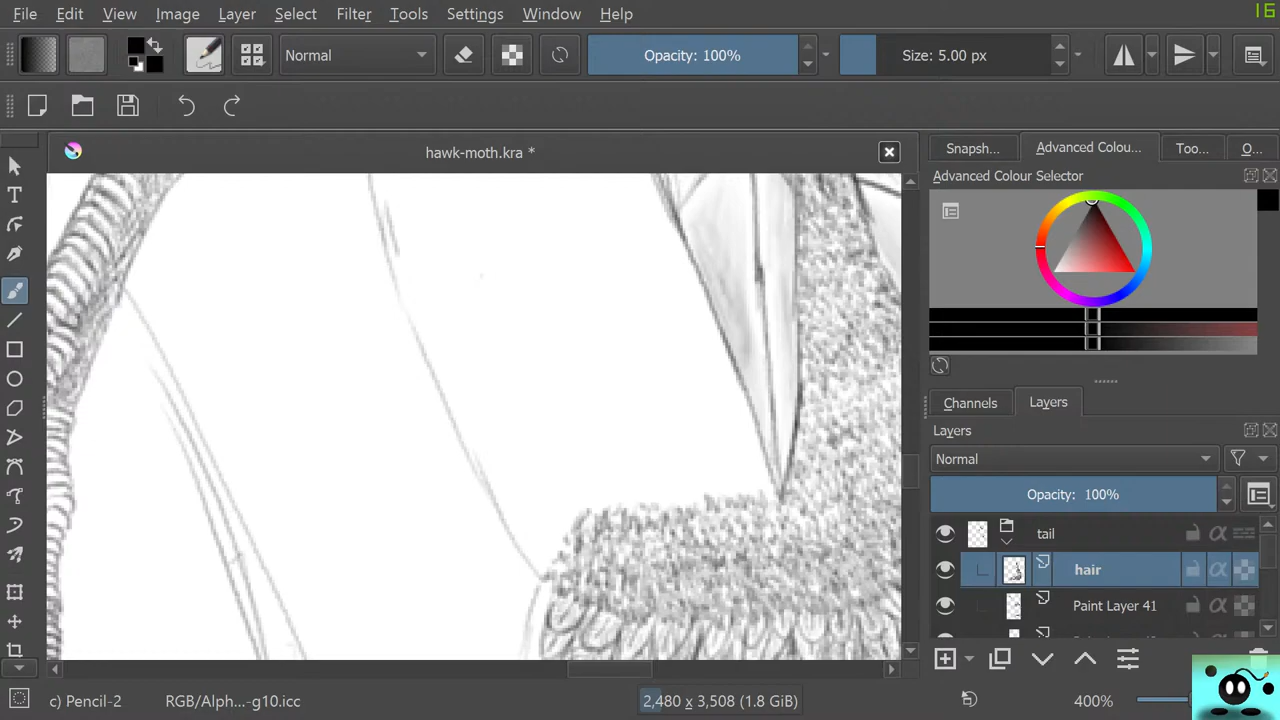 File Edit View Image Layer Select Filter Tools Settings Window Help
16
Normal
Opacity: 100%
Size: 5.00 px
hawk-moth.kra *
Snapsh...
Advanced Colou...
Too...
O...
Advanced Colour Selector
Channels
Layers
Layers
Normal
Opacity: 100%
tail
hair
Paint Layer 41
c) Pencil-2
RGB/Alph...-g10.icc
2,480 x 3,508 (1.8 GiB)
400%